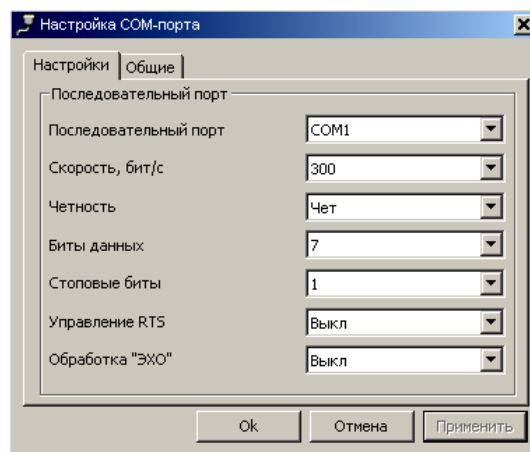 Настройка COM-порта
Настройки Общие
Последовательный порт
Последовательный порт COM1
Скорость, бит/с 300
Четность Чет
Биты данных 7
Стоповые биты 1
Управление RTS Выкл
Обработка "ЭХО" Выкл
Ok Отмена Применить